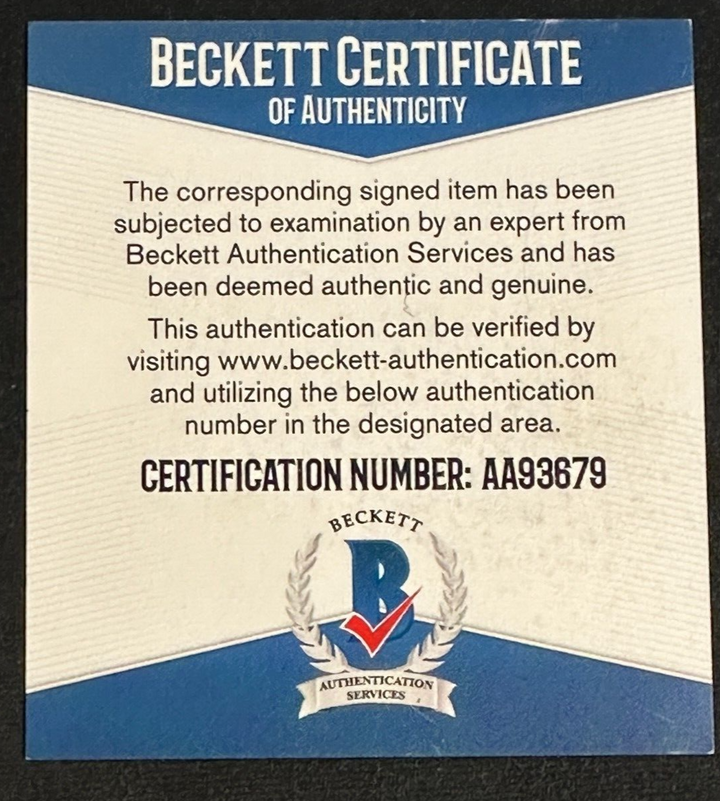 BECKETT CERTIFICATE
OF AUTHENTICITY
The corresponding signed item has been
subjected to examination by an expert from
Beckett Authentication Services and has
been deemed authentic and genuine.
This authentication can be verified by
visiting www.beckett-authentication.com
and utilizing the below authentication
number in the designated area.
CERTIFICATION NUMBER: AA93679
BECKETT
B
AUTHENTICATION
SERVICES